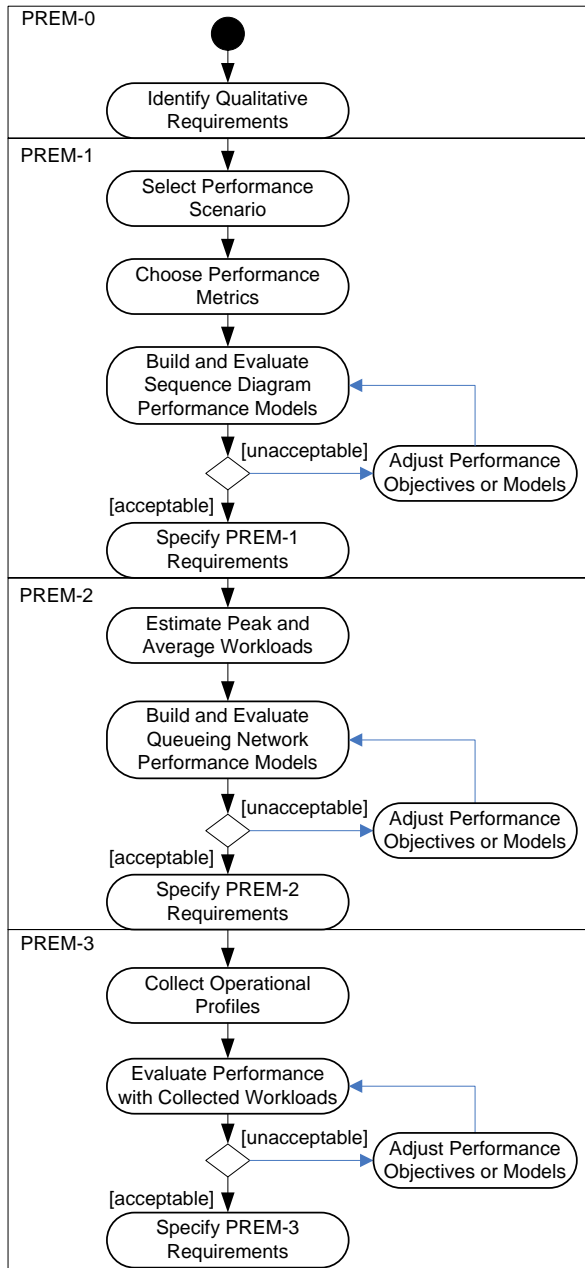 PREM-0
Identify Qualitative
Requirements
PREM-1
Select Performance
Scenario
Choose Performance
Metrics
Build and Evaluate
Sequence Diagram
Performance Models
[unacceptable]
Adjust Performance
Objectives or Models
[acceptable]
Specify PREM-1
Requirements
PREM-2
Estimate Peak and
Average Workloads
Build and Evaluate
Queueing Network
Performance Models
[unacceptable]
Adjust Performance
Objectives or Models
[acceptable]
Specify PREM-2
Requirements
PREM-3
Collect Operational
Profiles
Evaluate Performance
with Collected Workloads
[unacceptable]
Adjust Performance
Objectives or Models
[acceptable]
Specify PREM-3
Requirements